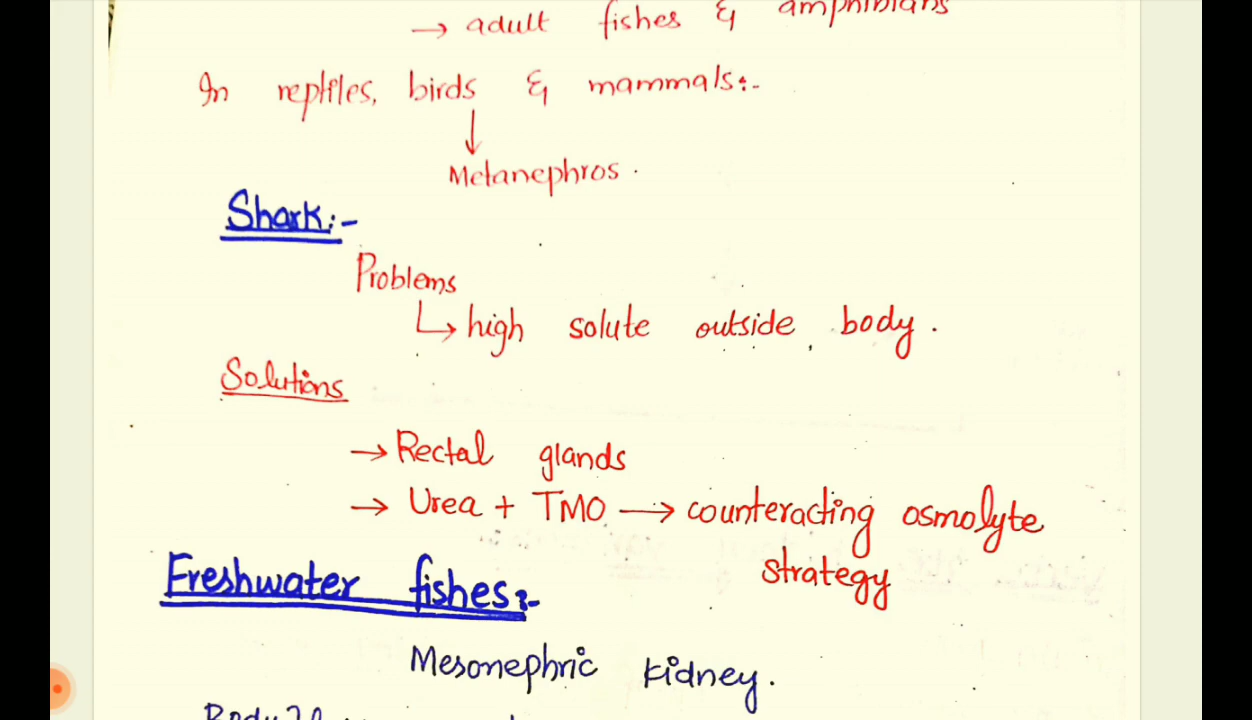 → adult fishes & amphibians
In reptiles, birds & mammals:-
↓
Metanephros.
Shark:-
Problems
↳ high solute outside body.
Solutions
→ Rectal glands
→ Urea + TMO → counteracting osmolyte
strategy
Freshwater fishes:-
Mesonephric kidney.